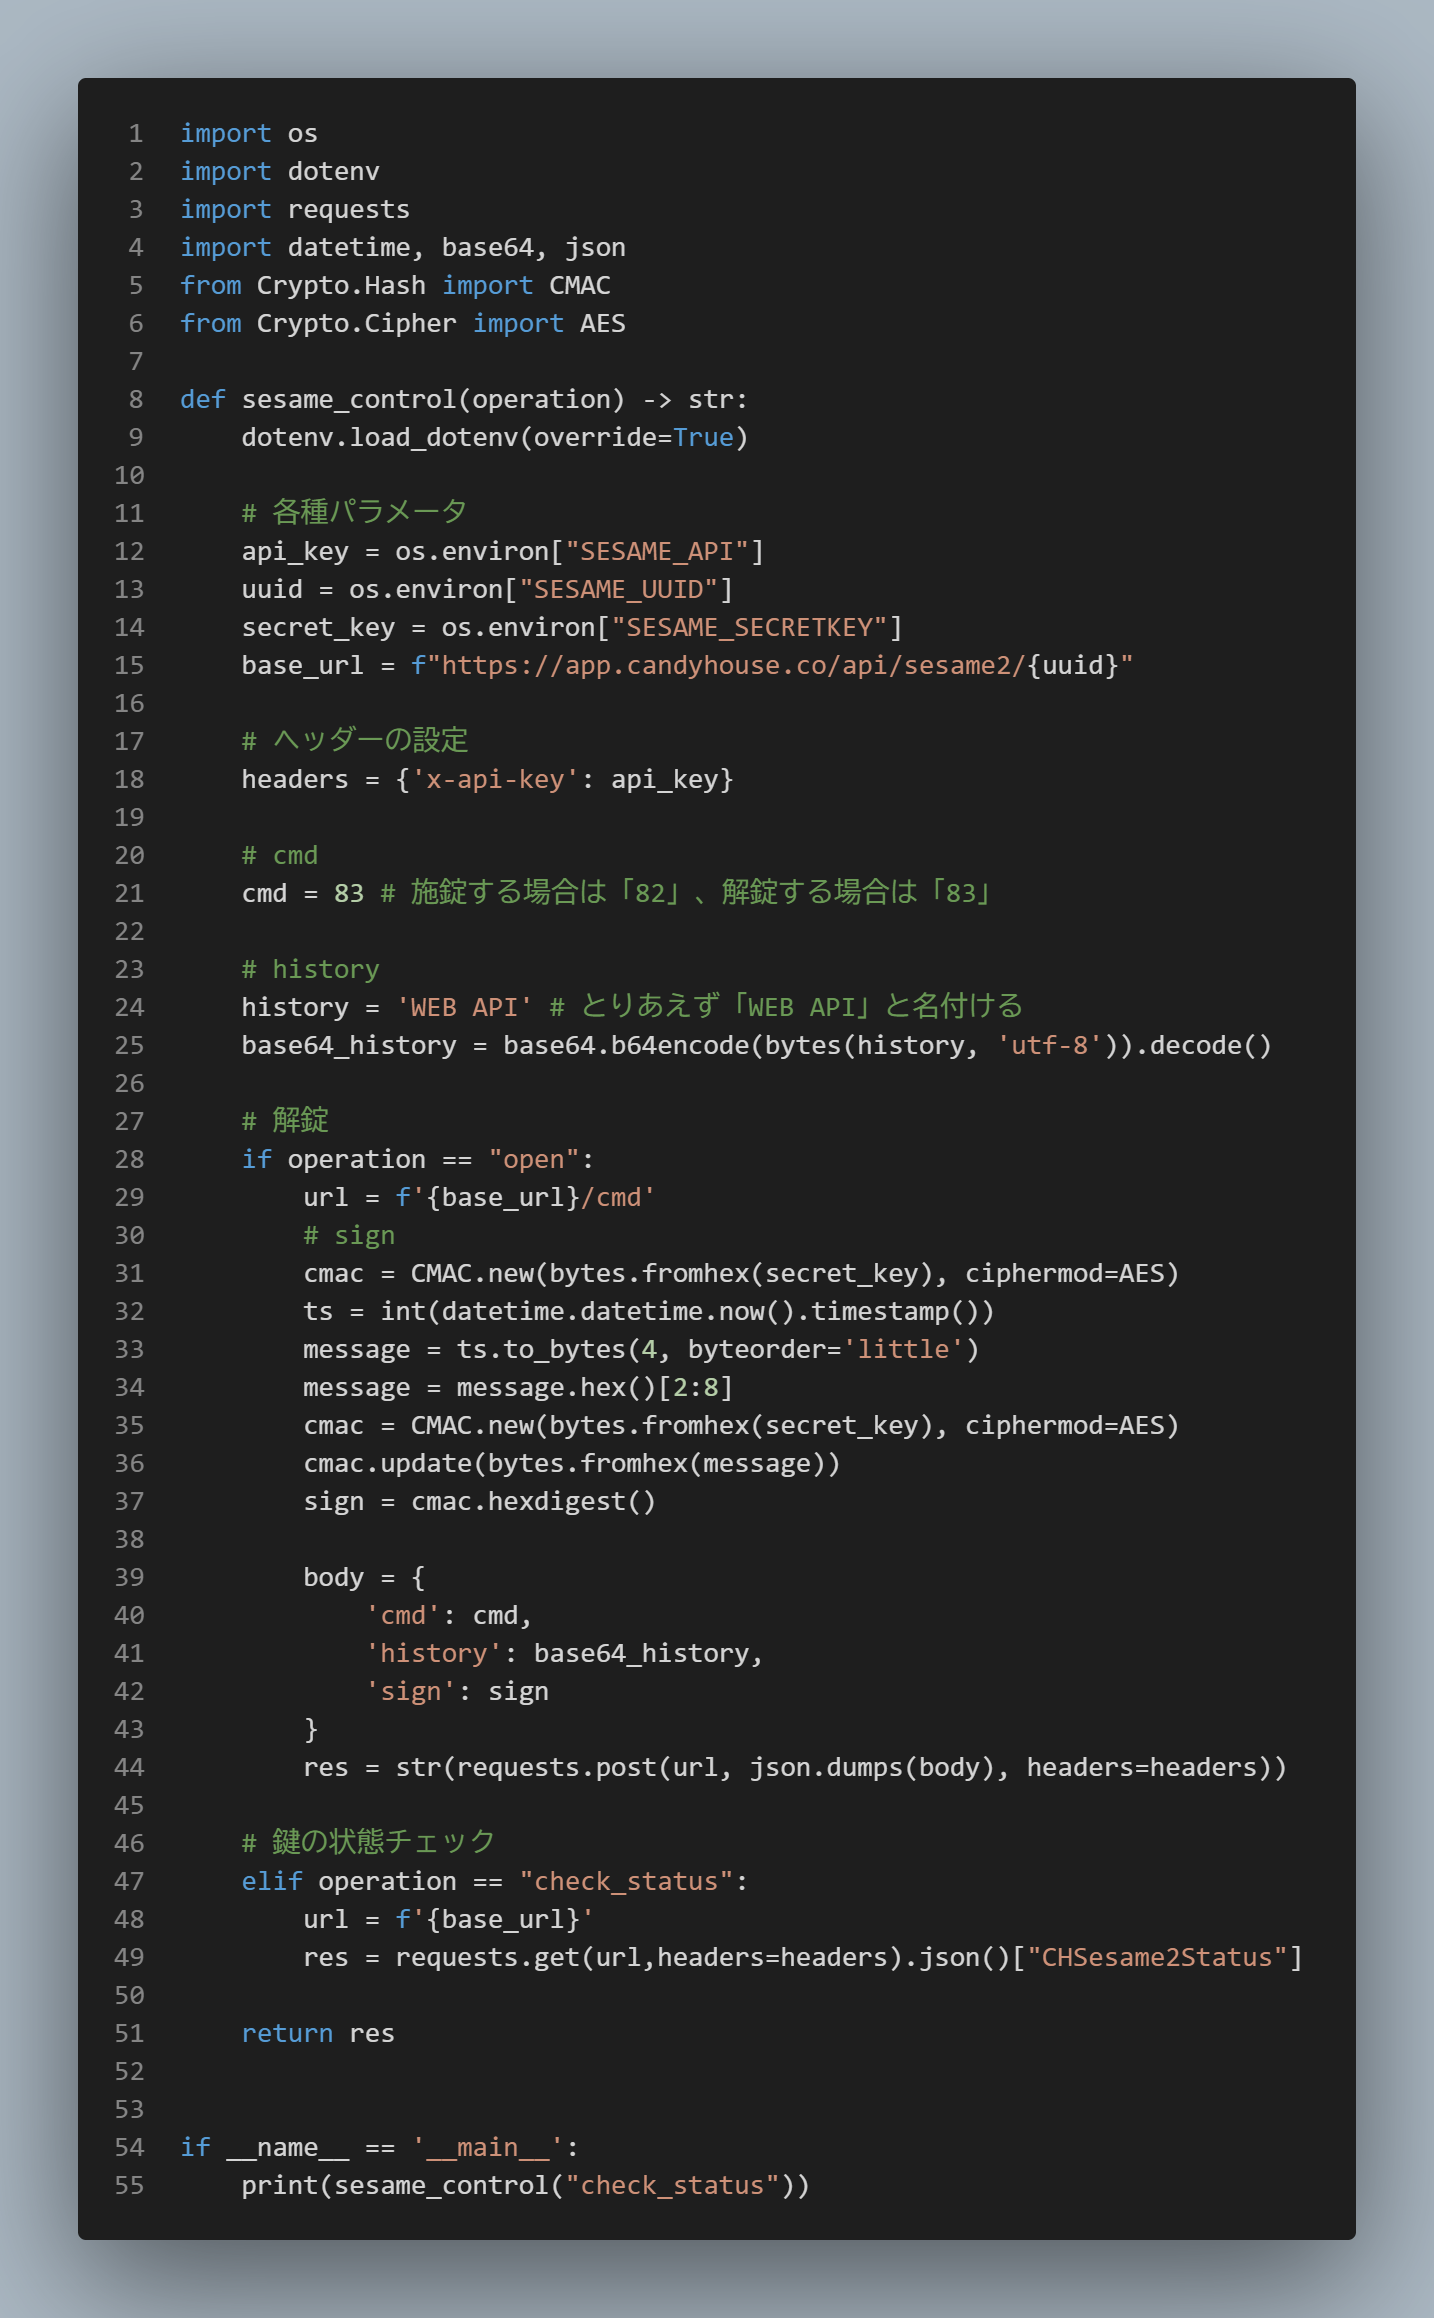 1 import os
2 import dotenv
3 import requests
4 import datetime, base64, json
5 from Crypto.Hash import CMAC
6 from Crypto.Cipher import AES
7
8 def sesame_control(operation) -> str:
9     dotenv.load_dotenv(override=True)
10
11     # 各種パラメータ
12     api_key = os.environ["SESAME_API"]
13     uuid = os.environ["SESAME_UUID"]
14     secret_key = os.environ["SESAME_SECRETKEY"]
15     base_url = f"https://app.candyhouse.co/api/sesame2/{uuid}"
16
17     # ヘッダーの設定
18     headers = {'x-api-key': api_key}
19
20     # cmd
21     cmd = 83 # 施錠する場合は「82」、解錠する場合は「83」
22
23     # history
24     history = 'WEB API' # とりあえず「WEB API」と名付ける
25     base64_history = base64.b64encode(bytes(history, 'utf-8')).decode()
26
27     # 解錠
28     if operation == "open":
29         url = f'{base_url}/cmd'
30         # sign
31         cmac = CMAC.new(bytes.fromhex(secret_key), ciphermod=AES)
32         ts = int(datetime.datetime.now().timestamp())
33         message = ts.to_bytes(4, byteorder='little')
34         message = message.hex()[2:8]
35         cmac = CMAC.new(bytes.fromhex(secret_key), ciphermod=AES)
36         cmac.update(bytes.fromhex(message))
37         sign = cmac.hexdigest()
38
39         body = {
40             'cmd': cmd,
41             'history': base64_history,
42             'sign': sign
43         }
44         res = str(requests.post(url, json.dumps(body), headers=headers))
45
46     # 鍵の状態チェック
47     elif operation == "check_status":
48         url = f'{base_url}'
49         res = requests.get(url,headers=headers).json()["CHSesame2Status"]
50
51     return res
52
53
54 if __name__ == '__main__':
55     print(sesame_control("check_status"))